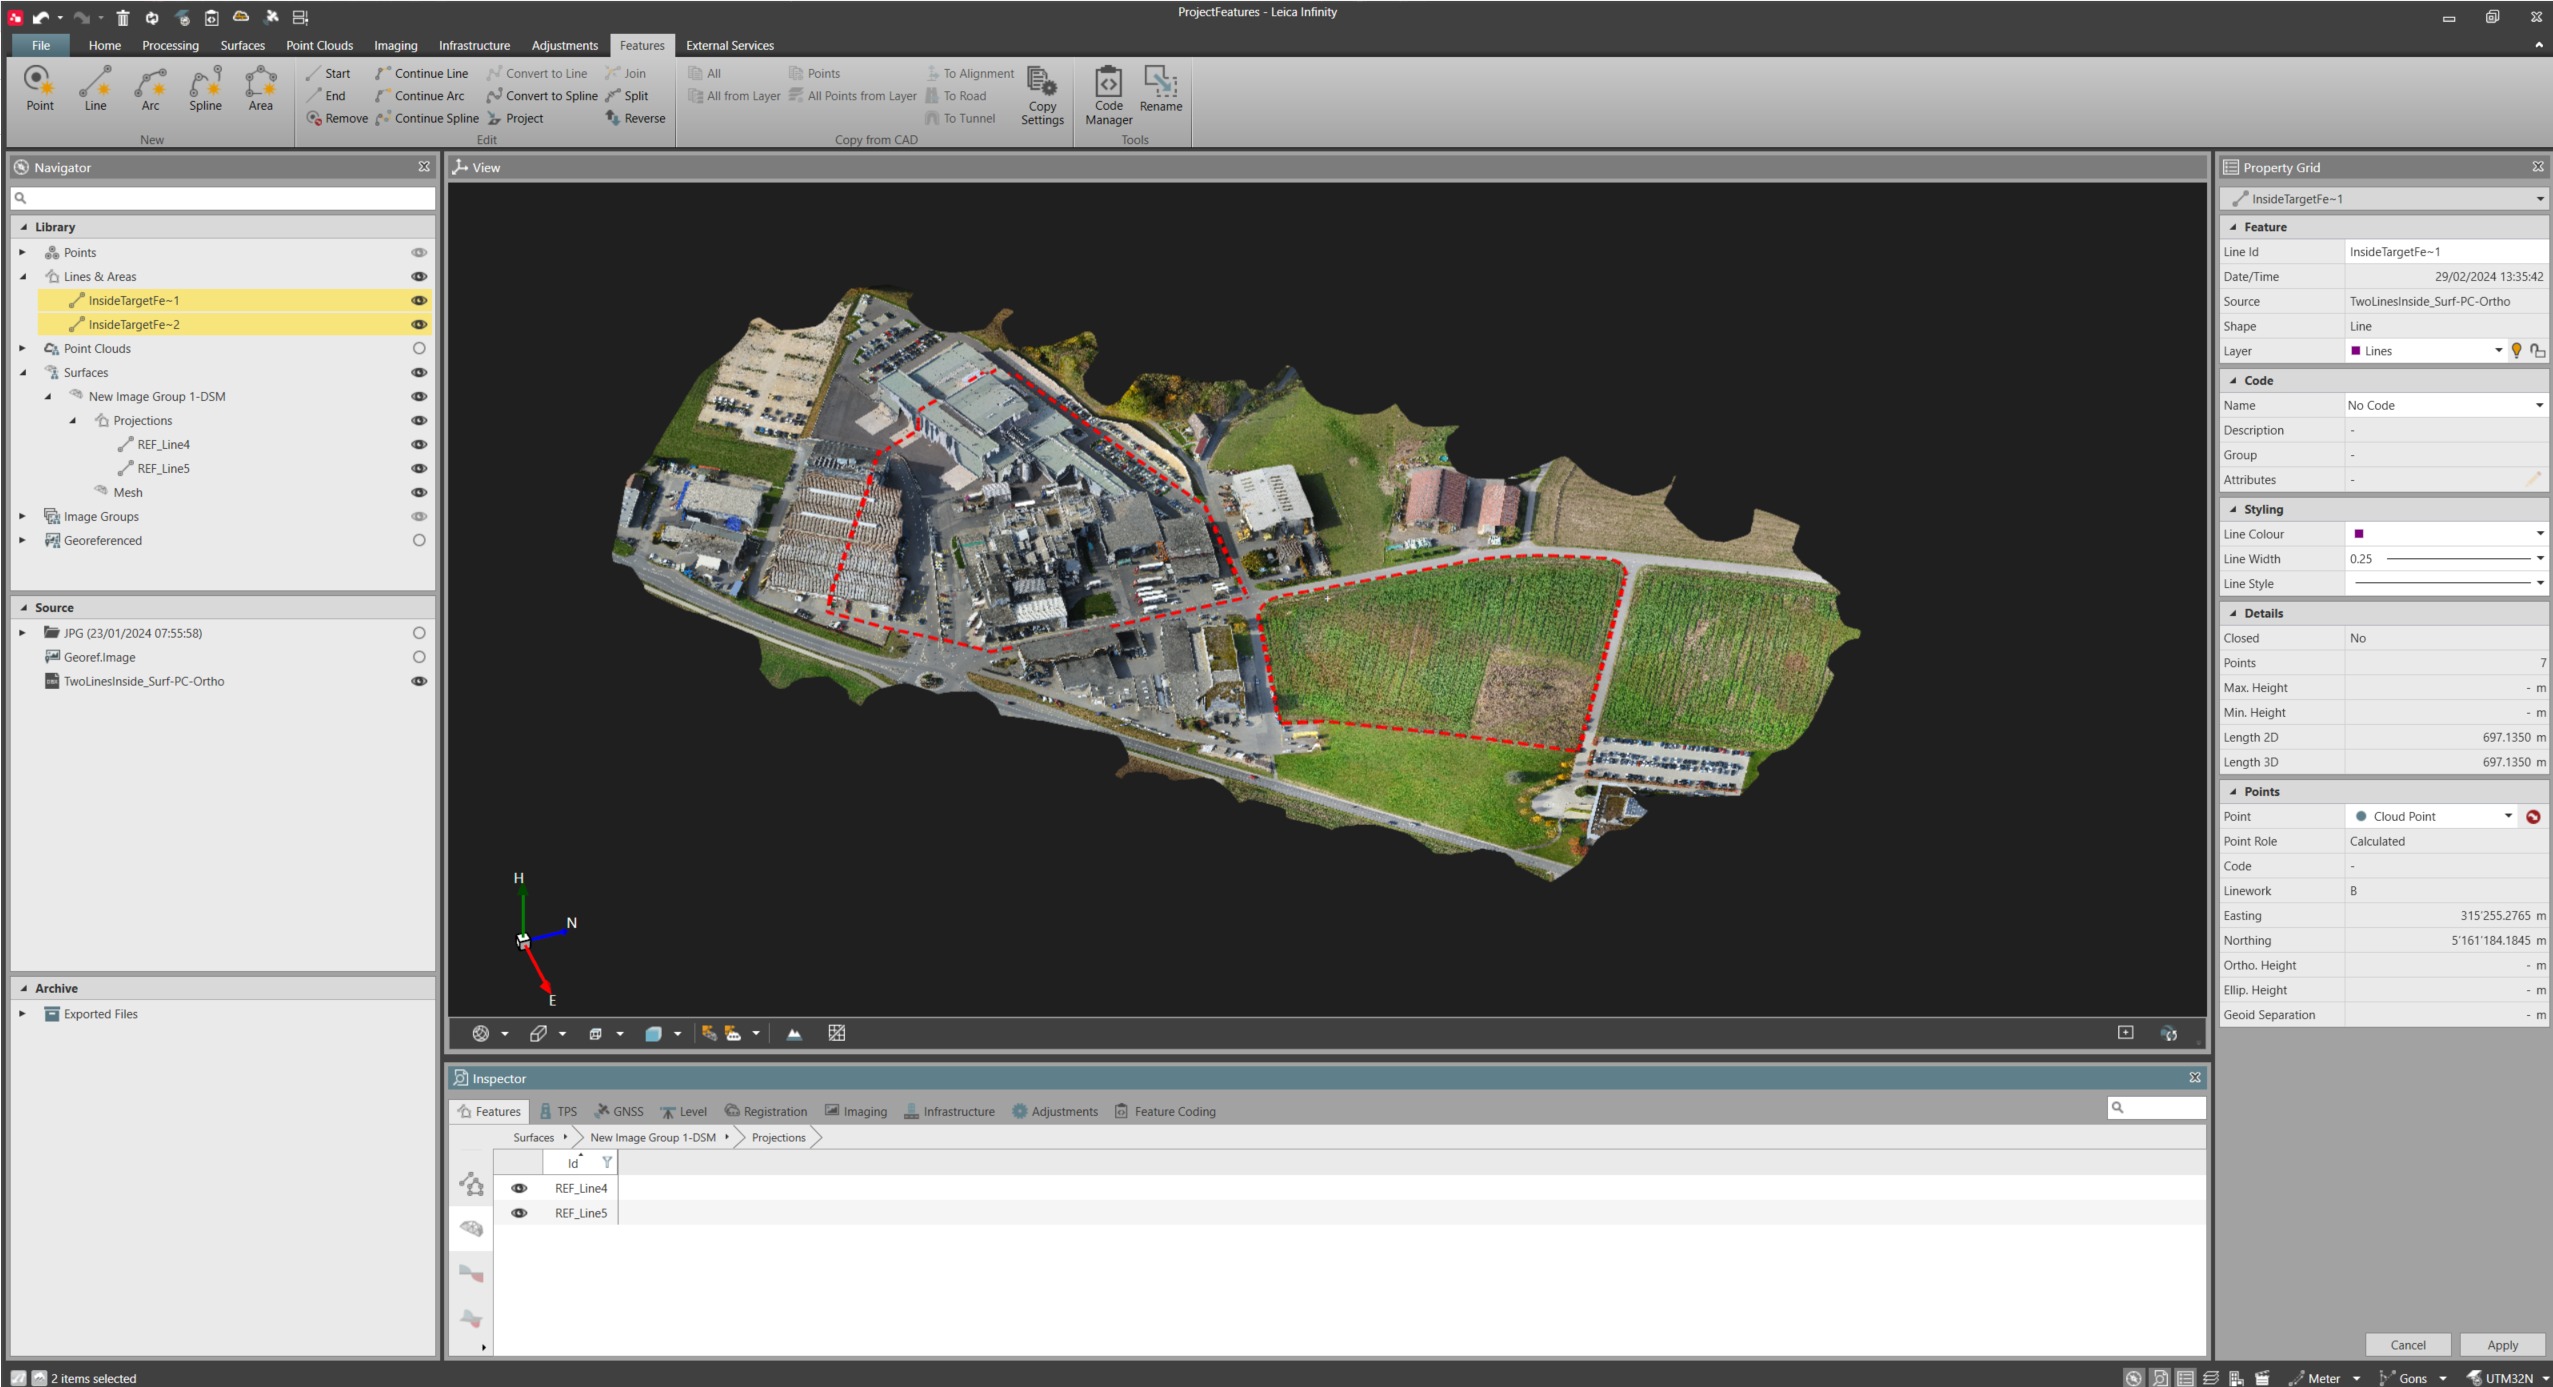 ProjectFeatures - Leica Infinity
File Home Processing Surfaces Point Clouds Imaging Infrastructure Adjustments Features External Services
Point Line Arc Spline Area
New
Start Continue Line Convert to Line Join
End Continue Arc Convert to Spline Split
Remove Continue Spline Project Reverse
Edit
All Points To Alignment
All from Layer All Points from Layer To Road
To Tunnel
Copy Settings
Copy from CAD
Code Manager Rename
Tools
Navigator
Library
Points
Lines & Areas
InsideTargetFe~1
InsideTargetFe~2
Point Clouds
Surfaces
New Image Group 1-DSM
Projections
REF_Line4
REF_Line5
Mesh
Image Groups
Georeferenced
Source
JPG (23/01/2024 07:55:58)
Georef.Image
TwoLinesInside_Surf-PC-Ortho
Archive
Exported Files
View
H
N
E
Inspector
Features TPS GNSS Level Registration Imaging Infrastructure Adjustments Feature Coding
Surfaces New Image Group 1-DSM Projections
Id
REF_Line4
REF_Line5
Property Grid
InsideTargetFe~1
Feature
Line Id InsideTargetFe~1
Date/Time 29/02/2024 13:35:42
Source TwoLinesInside_Surf-PC-Ortho
Shape Line
Layer Lines
Code
Name No Code
Description -
Group -
Attributes -
Styling
Line Colour
Line Width 0.25
Line Style
Details
Closed No
Points 7
Max. Height - m
Min. Height - m
Length 2D 697.1350 m
Length 3D 697.1350 m
Points
Point Cloud Point
Point Role Calculated
Code -
Linework B
Easting 315'255.2765 m
Northing 5'161'184.1845 m
Ortho. Height - m
Ellip. Height - m
Geoid Separation - m
Cancel Apply
2 items selected
Meter Gons UTM32N